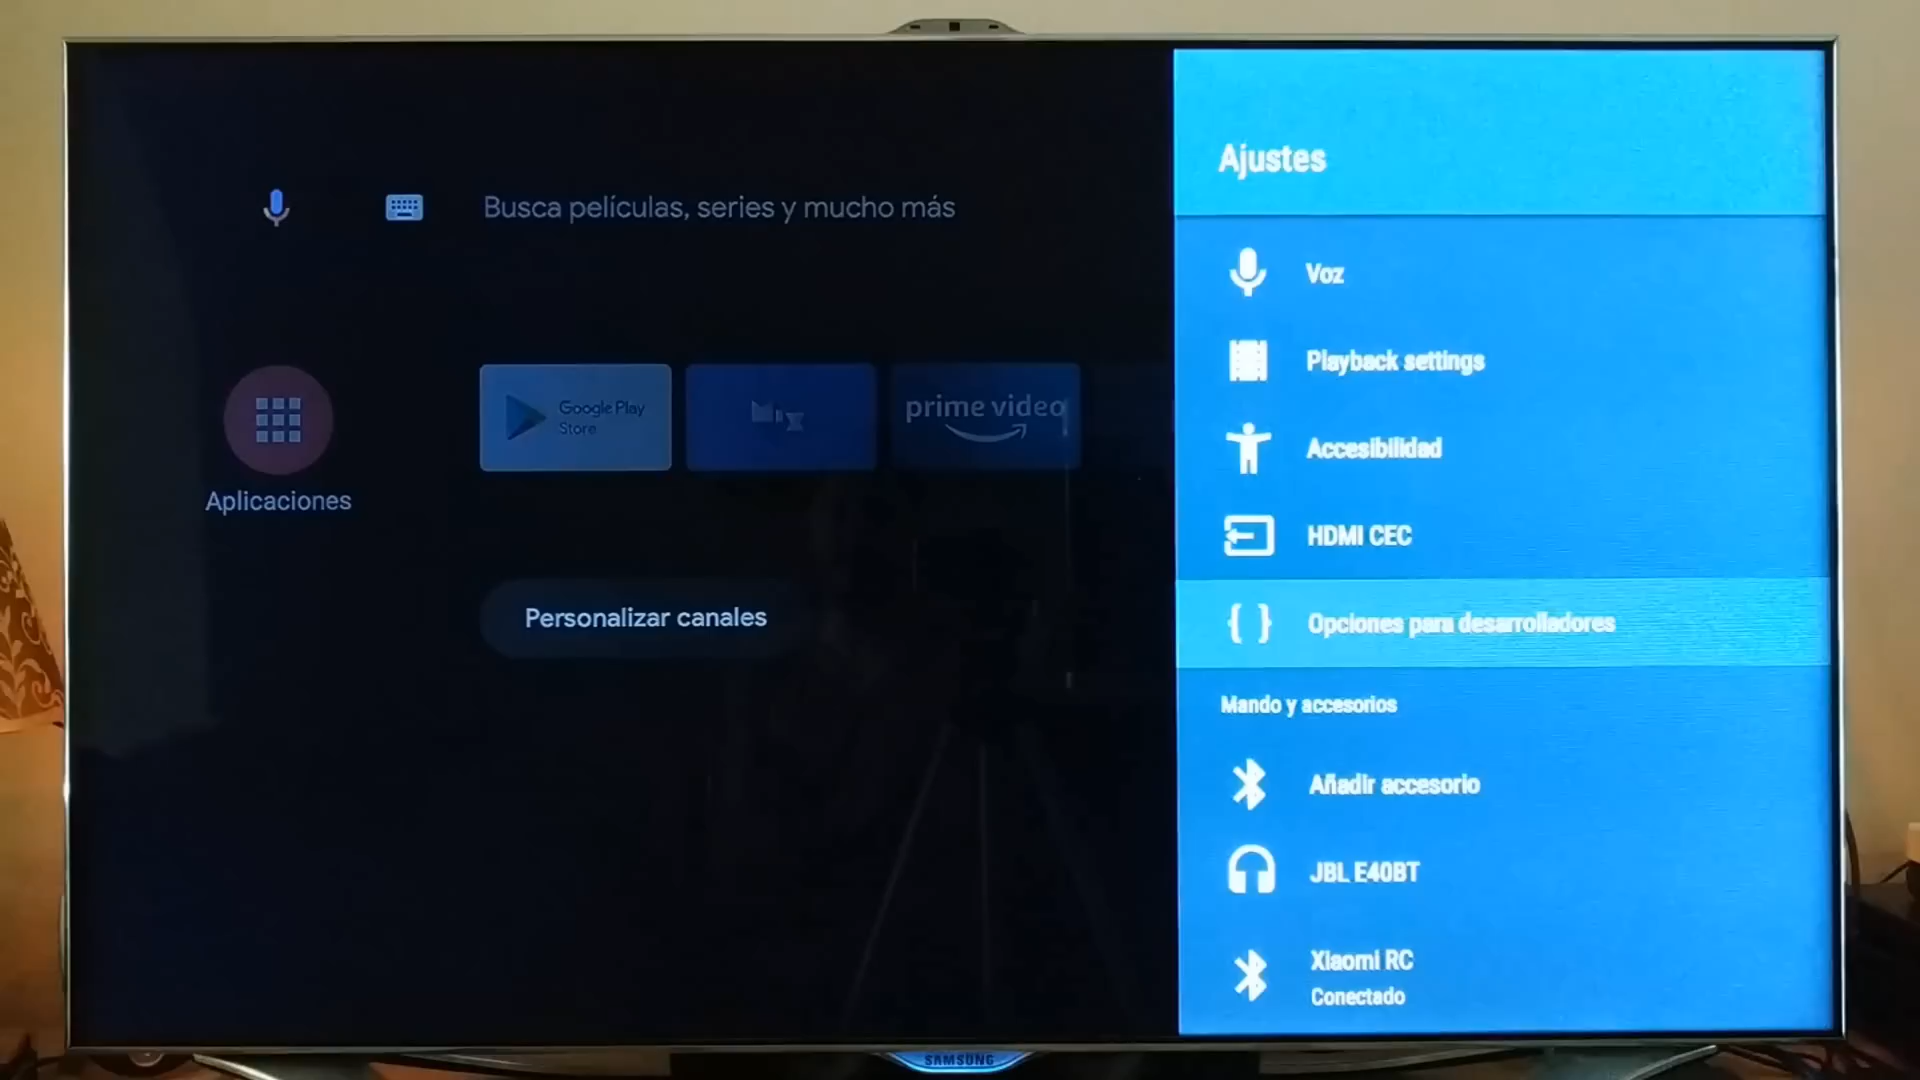 Busca películas, series y mucho más
Google Play
Store
prime video
Aplicaciones
Personalizar canales
Ajustes
Voz
Playback settings
Accesibilidad
HDMI CEC
Opciones para desarrolladores
Mando y accesorios
Añadir accesorio
JBL E40BT
Xiaomi RC
Conectado
SAMSUNG